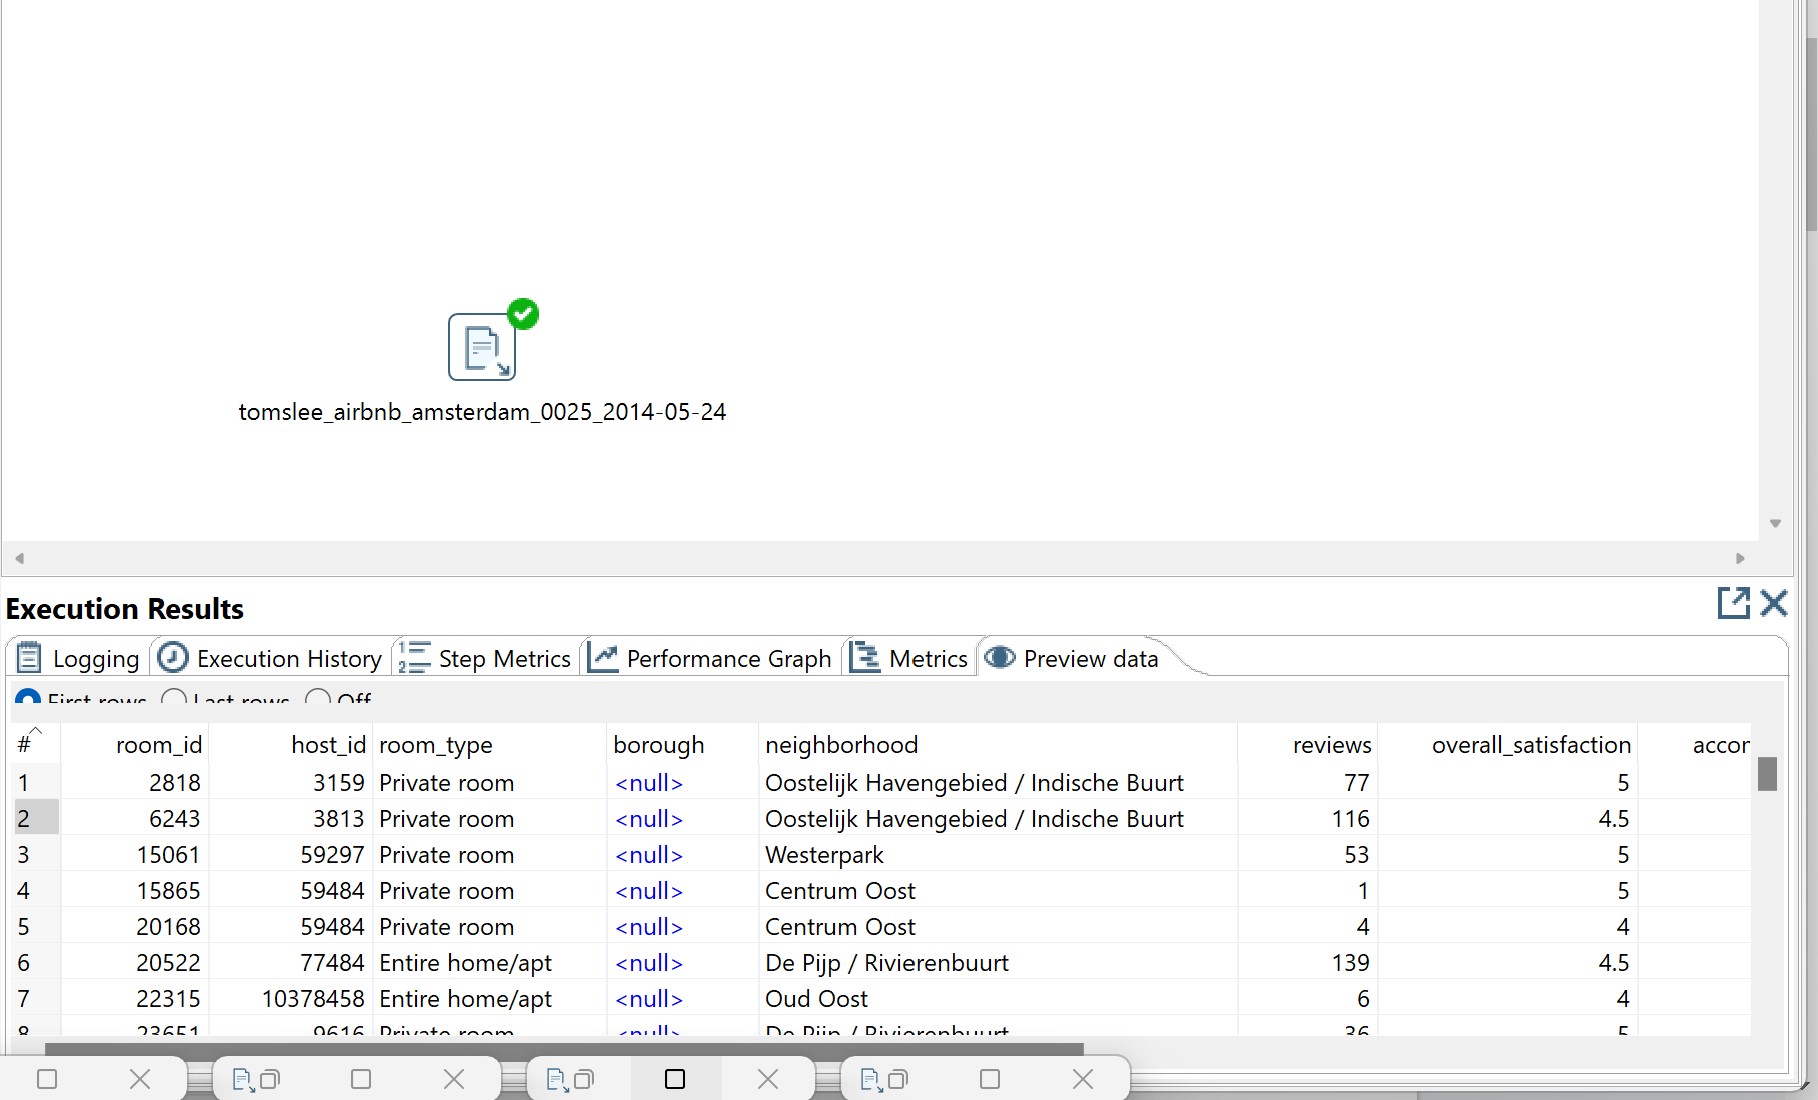 tomslee_airbnb_amsterdam_0025_2014-05-24
Execution Results
Logging Execution History Step Metrics Performance Graph Metrics Preview data
First rows Last rows Off
# room_id host_id room_type borough neighborhood reviews overall_satisfaction accor
1 2818 3159 Private room <null> Oostelijk Havengebied / Indische Buurt 77 5
2 6243 3813 Private room <null> Oostelijk Havengebied / Indische Buurt 116 4.5
3 15061 59297 Private room <null> Westerpark 53 5
4 15865 59484 Private room <null> Centrum Oost 1 5
5 20168 59484 Private room <null> Centrum Oost 4 4
6 20522 77484 Entire home/apt <null> De Pijp / Rivierenbuurt 139 4.5
7 22315 10378458 Entire home/apt <null> Oud Oost 6 4
8 23651 9616 Private room <null> De Pijp / Rivierenbuurt 36 5